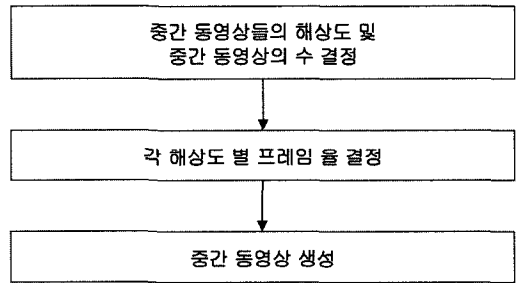 중간 동영상들의 해상도 및
중간 동영상의 수 결정
각 해상도 별 프레임 율 결정
중간 동영상 생성